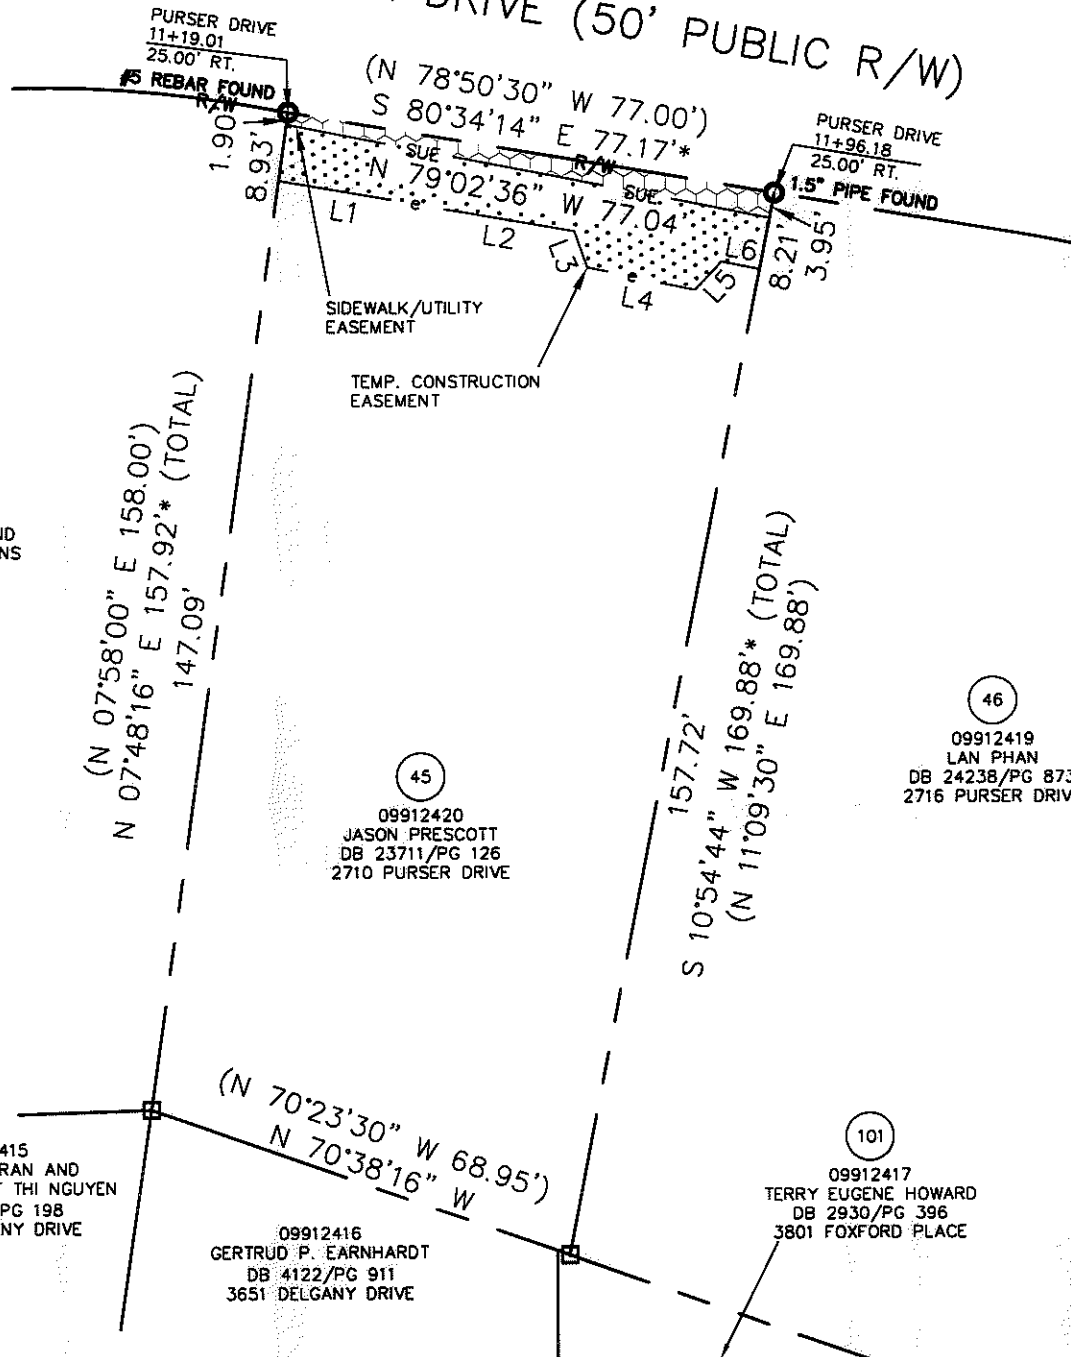 DRIVE (50' PUBLIC R/W)
PURSER DRIVE
11+19.01
25.00' RT.
#5 REBAR FOUND
R/W
(N 78°50'30" W 77.00')
S 80°34'14" E 77.17'*
R/W
PURSER DRIVE
11+96.18
25.00' RT.
1.5" PIPE FOUND
1.90'
8.93'
SUE
N 79°02'36" W 77.04'
SUE
L1
e
L2
L3
e
L4
L5
L6
8.21'
3.95'
SIDEWALK/UTILITY
EASEMENT
TEMP. CONSTRUCTION
EASEMENT
(N 07°58'00" E 158.00')
N 07°48'16" E 157.92'* (TOTAL)
147.09'
157.72'
S 10°54'44" W 169.88'* (TOTAL)
(N 11°09'30" E 169.88')
ND
NS
45
09912420
JASON PRESCOTT
DB 23711/PG 126
2710 PURSER DRIVE
46
09912419
LAN PHAN
DB 24238/PG 873
2716 PURSER DRIV
(N 70°23'30" W 68.95')
N 70°38'16" W
415
RAN AND
T THI NGUYEN
PG 198
NY DRIVE
09912416
GERTRUD P. EARNHARDT
DB 4122/PG 911
3651 DELGANY DRIVE
101
09912417
TERRY EUGENE HOWARD
DB 2930/PG 396
3801 FOXFORD PLACE